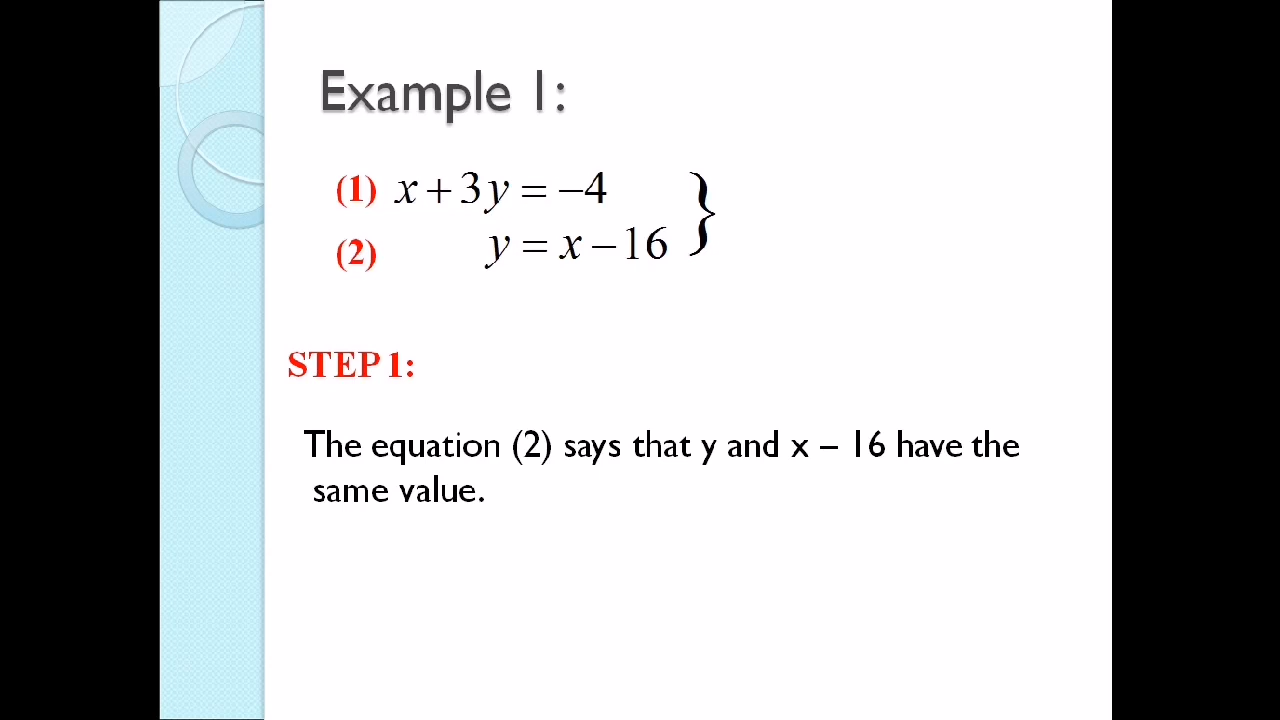 Example 1:
(1) x + 3y = −4
(2) y = x − 16
}
STEP 1:
The equation (2) says that y and x – 16 have the
same value.